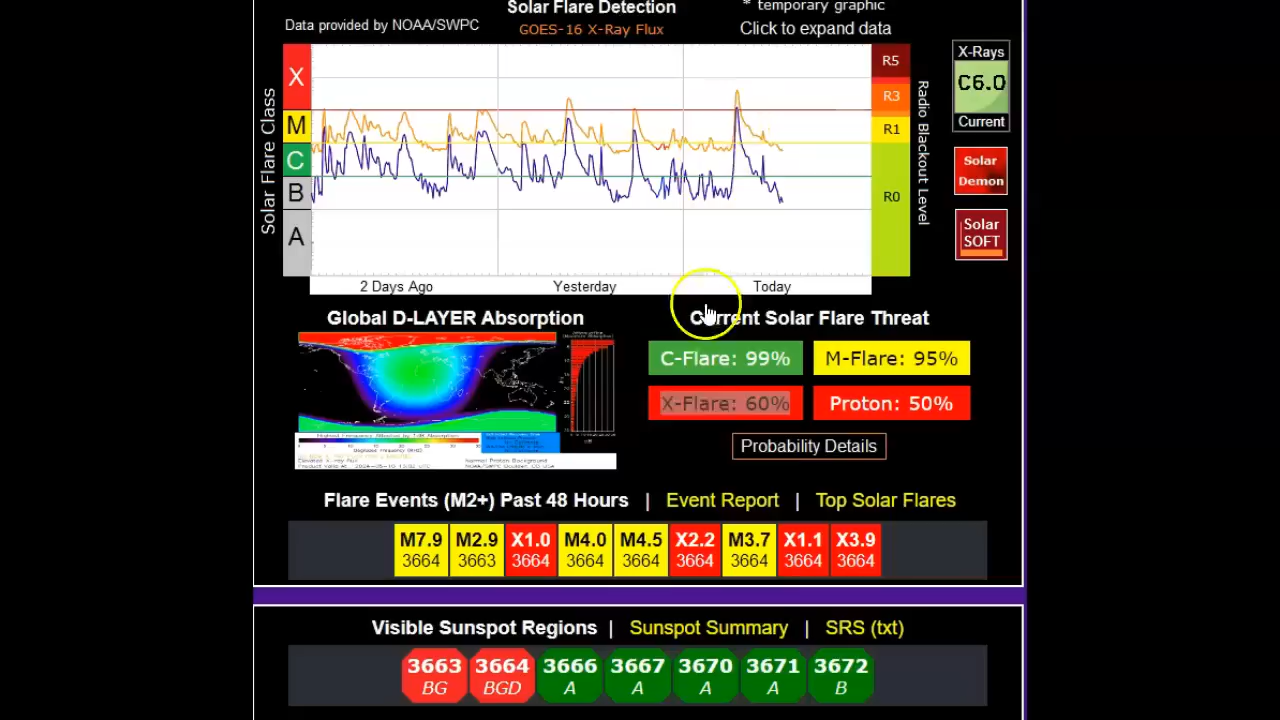 Solar Flare Detection
* temporary graphic
Data provided by NOAA/SWPC
GOES-16 X-Ray Flux
Click to expand data
Solar Flare Class
X
M
C
B
A
R5
R3
R1
R0
Radio Blackout Level
X-Rays
C6.0
Current
Solar
Demon
Solar
SOFT
2 Days Ago
Yesterday
Today
Global D-LAYER Absorption
Current Solar Flare Threat
C-Flare: 99%
M-Flare: 95%
X-Flare: 60%
Proton: 50%
Probability Details
Flare Events (M2+) Past 48 Hours | Event Report | Top Solar Flares
M7.9 M2.9 X1.0 M4.0 M4.5 X2.2 M3.7 X1.1 X3.9
3664 3663 3664 3664 3664 3664 3664 3664 3664
Visible Sunspot Regions | Sunspot Summary | SRS (txt)
3663 3664 3666 3667 3670 3671 3672
BG BGD A A A A B